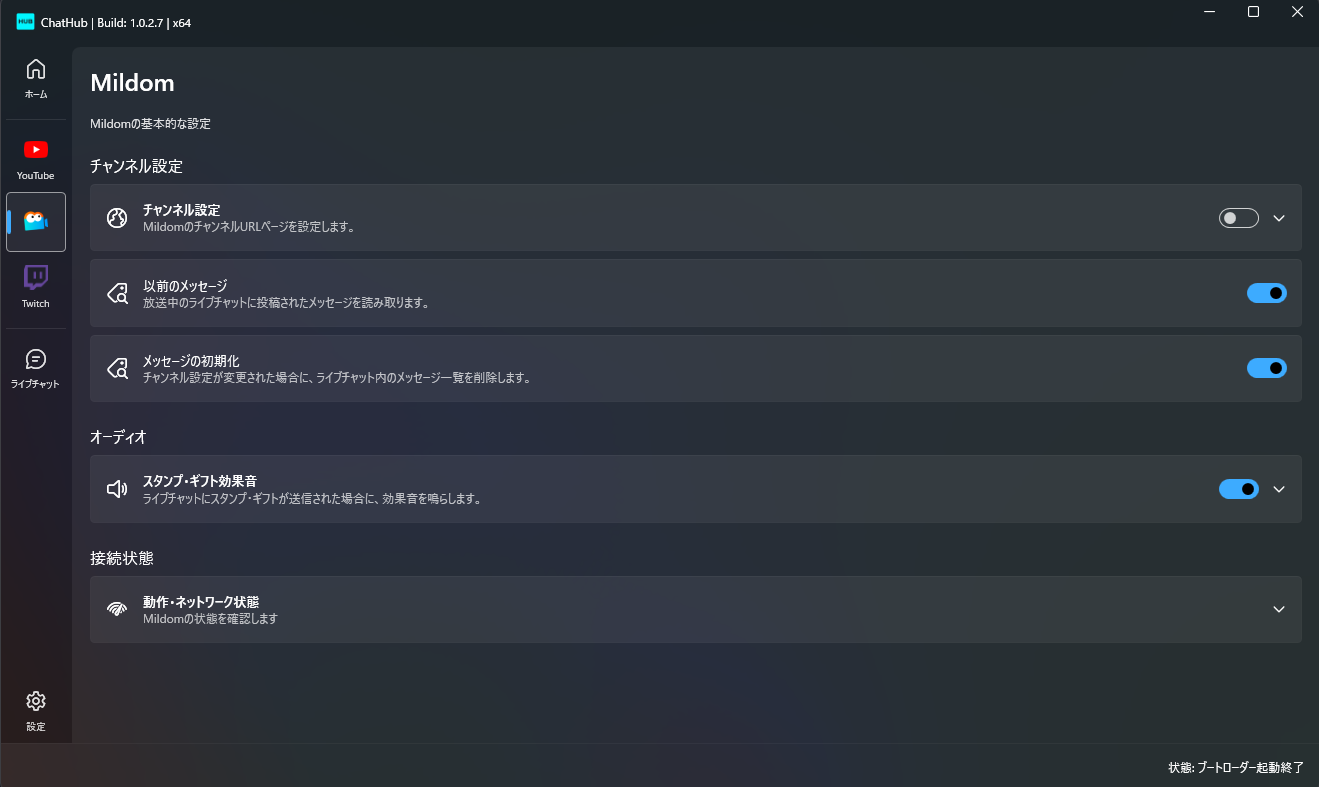 HUB
ChatHub | Build: 1.0.2.7 | x64
ホーム
YouTube
Twitch
ライブチャット
設定
Mildom
Mildomの基本的な設定
チャンネル設定
チャンネル設定
MildomのチャンネルURLページを設定します。
以前のメッセージ
放送中のライブチャットに投稿されたメッセージを読み取ります。
メッセージの初期化
チャンネル設定が変更された場合に、ライブチャット内のメッセージ一覧を削除します。
オーディオ
スタンプ・ギフト効果音
ライブチャットにスタンプ・ギフトが送信された場合に、効果音を鳴らします。
接続状態
動作・ネットワーク状態
Mildomの状態を確認します
状態: ブートローダー起動終了